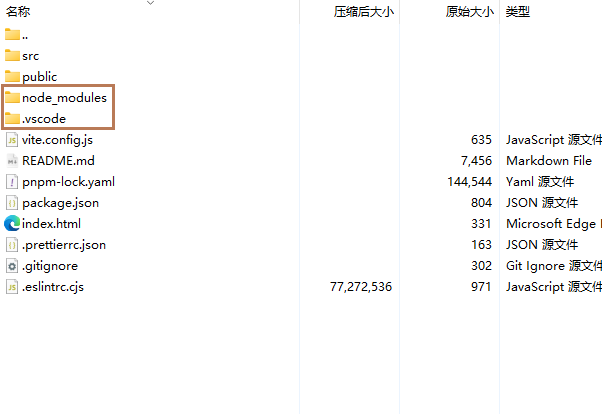 名称 压缩后大小 原始大小 类型
..
src
public
node_modules
.vscode
vite.config.js 635 JavaScript 源文件
README.md 7,456 Markdown File
pnpm-lock.yaml 144,544 Yaml 源文件
package.json 804 JSON 源文件
index.html 331 Microsoft Edge
.prettierrc.json 163 JSON 源文件
.gitignore 302 Git Ignore 源文件
.eslintrc.cjs 77,272,536 971 JavaScript 源文件